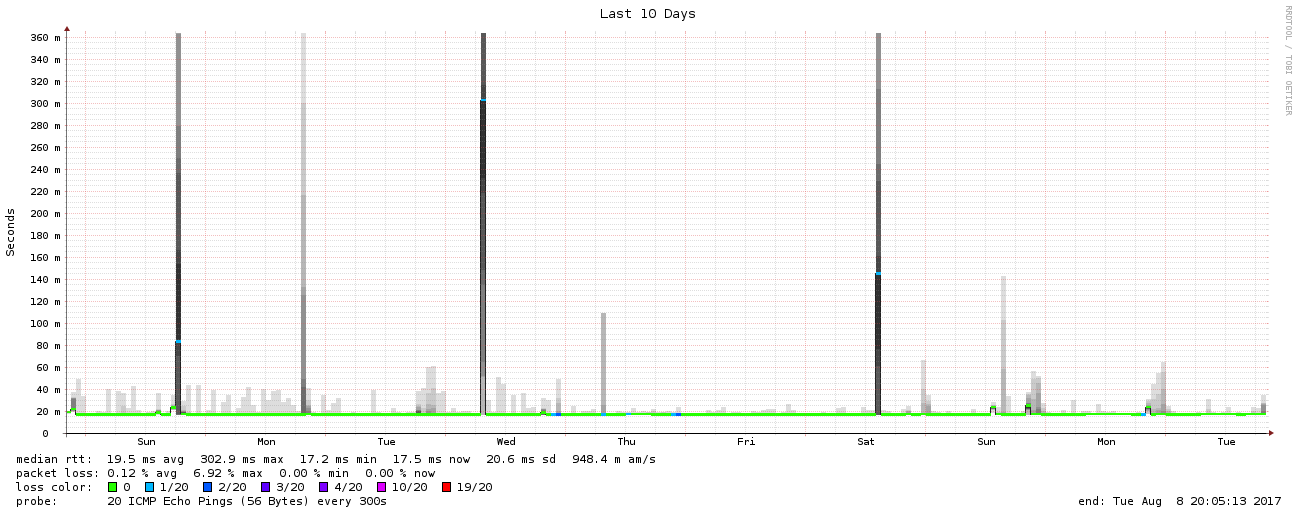 Last 10 Days
RRDTOOL / TOBI OETIKER
Seconds
360 m
340 m
320 m
300 m
280 m
260 m
240 m
220 m
200 m
180 m
160 m
140 m
120 m
100 m
80 m
60 m
40 m
20 m
0
Sun Mon Tue Wed Thu Fri Sat Sun Mon Tue
median rtt: 19.5 ms avg 302.9 ms max 17.2 ms min 17.5 ms now 20.6 ms sd 948.4 m am/s
packet loss: 0.12 % avg 6.92 % max 0.00 % min 0.00 % now
loss color: 0 1/20 2/20 3/20 4/20 10/20 19/20
probe: 20 ICMP Echo Pings (56 Bytes) every 300s end: Tue Aug 8 20:05:13 2017